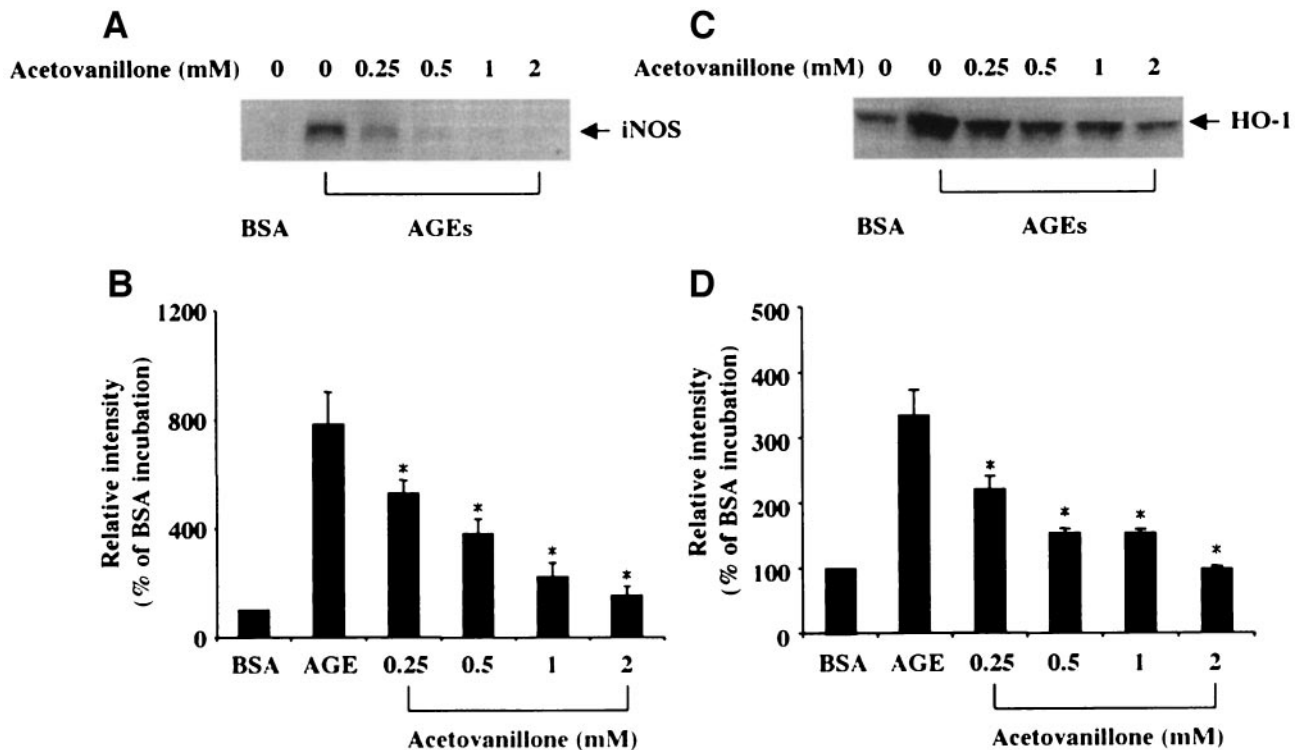 A
Acetovanillone (mM) 0 0 0.25 0.5 1 2
iNOS
BSA AGEs
B
Relative intensity
(% of BSA incubation)
1200
800
400
0
BSA AGE 0.25 0.5 1 2
* * * *
Acetovanillone (mM)
C
Acetovanillone (mM) 0 0 0.25 0.5 1 2
HO-1
BSA AGEs
D
Relative intensity
(% of BSA incubation)
500
400
300
200
100
0
BSA AGE 0.25 0.5 1 2
* * * *
Acetovanillone (mM)